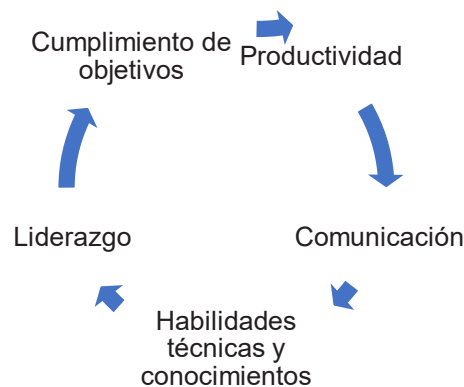 Cumplimiento de
objetivos
Productividad
Comunicación
Habilidades
técnicas y
conocimientos
Liderazgo